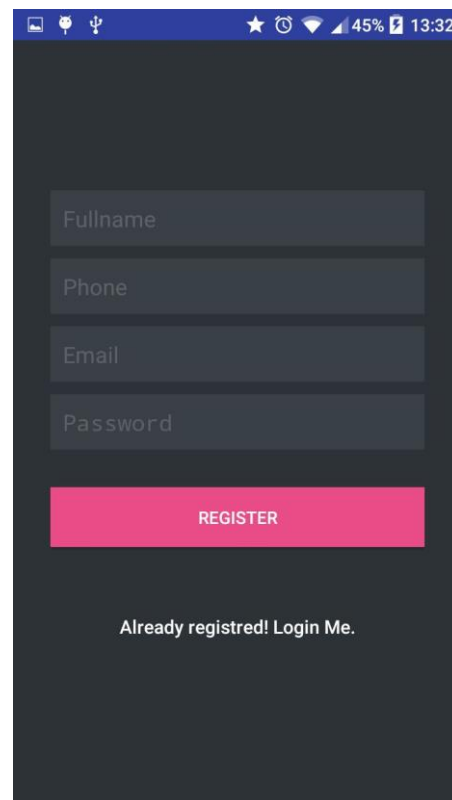 45% 13:32
Fullname
Phone
Email
Password
REGISTER
Already registred! Login Me.